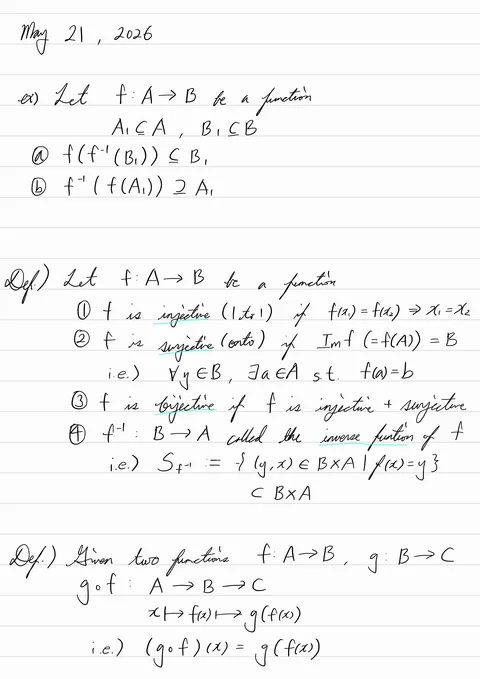 May 21, 2026
ex) Let f: A → B be a function
A₁ ⊆ A, B₁ ⊆ B
ⓐ f(f⁻¹(B₁)) ⊆ B₁
ⓑ f⁻¹(f(A₁)) ⊇ A₁
Def.) Let f: A → B be a function
① f is injective (1 to 1) if f(x₁) = f(x₂) ⇒ x₁ = x₂
② f is surjective (onto) if Im f (= f(A)) = B
i.e.) ∀y ∈ B, ∃a ∈ A s.t. f(a) = b
③ f is bijective if f is injective + surjective
④ f⁻¹: B → A called the inverse function of f
i.e.) S_f⁻¹ := {(y, x) ∈ B × A | f(x) = y}
⊂ B × A
Def.) Given two functions f: A → B, g: B → C
g∘f: A → B → C
x ↦ f(x) ↦ g(f(x))
i.e.) (g∘f)(x) = g(f(x))